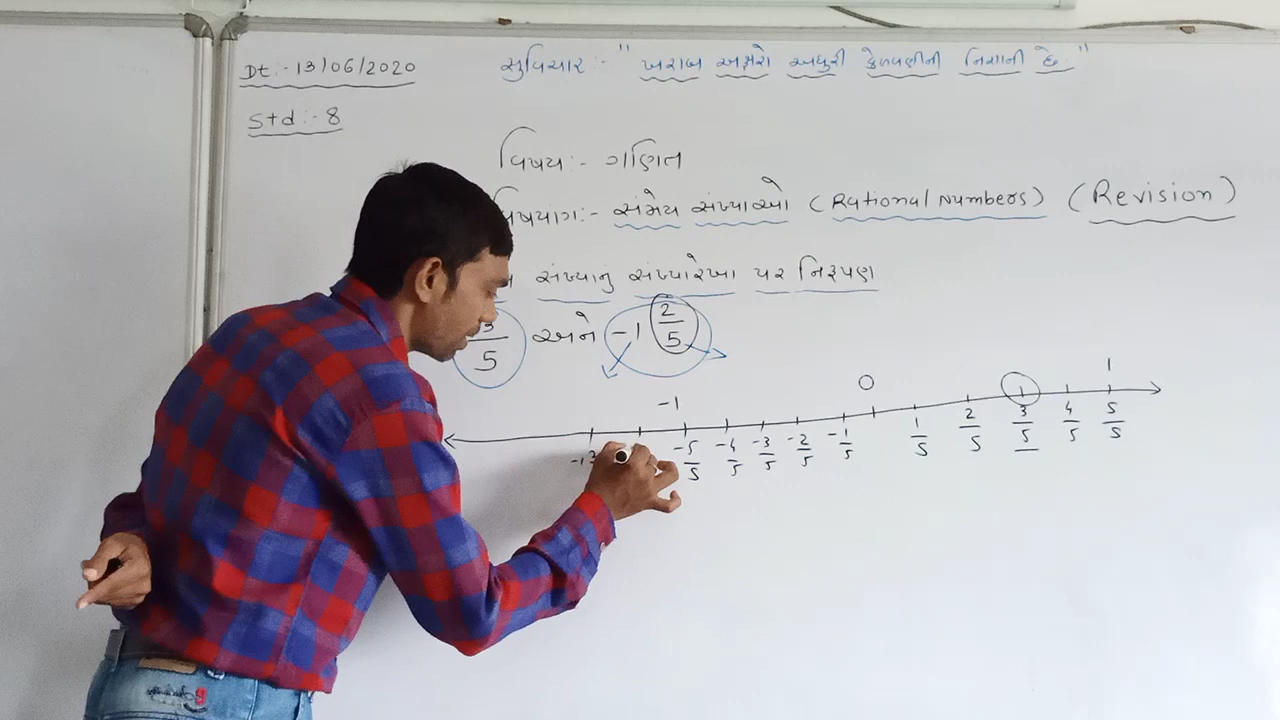 Dt :- 13/06/2020
સુવિચાર :- " ખરાબ અક્ષરો અધુરી કેળવણીની નિશાની છે. "
Std :- 8
વિષય :- ગણિત
વિષયાંગ :- સંમેય સંખ્યાઓ (Rational Numbers) (Revision)
સંખ્યાનું સંખ્યારેખા પર નિરૂપણ
3/5 અને -1 2/5
-1 0 1
-5/5 -4/5 -3/5 -2/5 -1/5 1/5 2/5 3/5 4/5 5/5